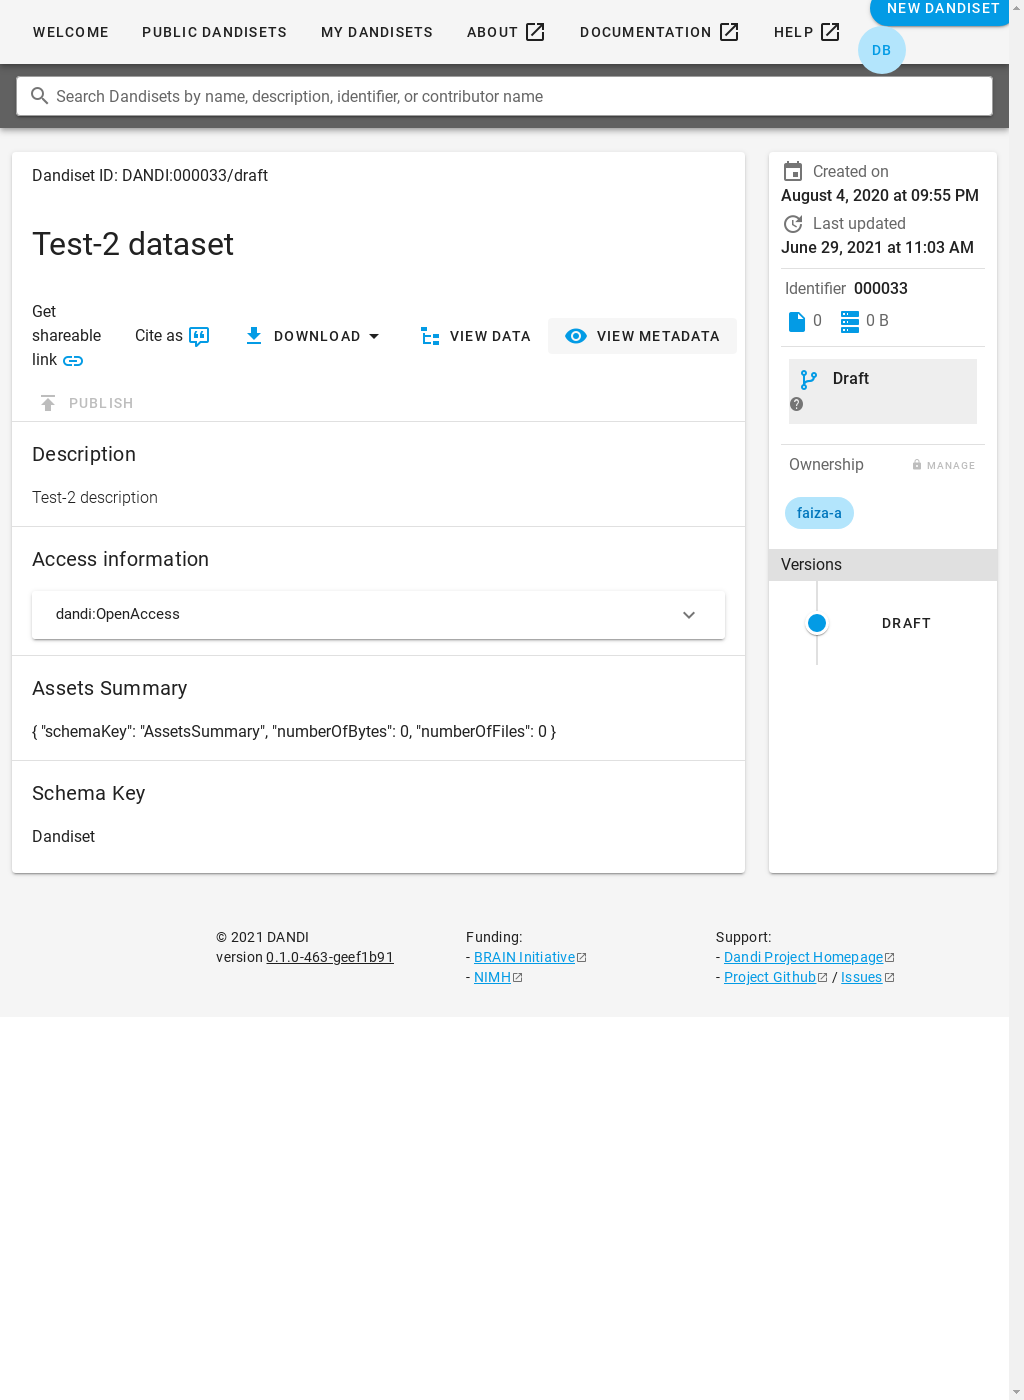 WELCOME
PUBLIC DANDISETS
MY DANDISETS
ABOUT
DOCUMENTATION
HELP
NEW DANDISET
DB
Search Dandisets by name, description, identifier, or contributor name
Dandiset ID: DANDI:000033/draft
Test-2 dataset
Get
shareable
link
Cite as
DOWNLOAD
VIEW DATA
VIEW METADATA
PUBLISH
Description
Test-2 description
Access information
dandi:OpenAccess
Assets Summary
{ "schemaKey": "AssetsSummary", "numberOfBytes": 0, "numberOfFiles": 0 }
Schema Key
Dandiset
Created on
August 4, 2020 at 09:55 PM
Last updated
June 29, 2021 at 11:03 AM
Identifier 000033
0
0 B
Draft
Ownership
MANAGE
faiza-a
Versions
DRAFT
© 2021 DANDI
version 0.1.0-463-geef1b91
Funding:
- BRAIN Initiative
- NIMH
Support:
- Dandi Project Homepage
- Project Github / Issues